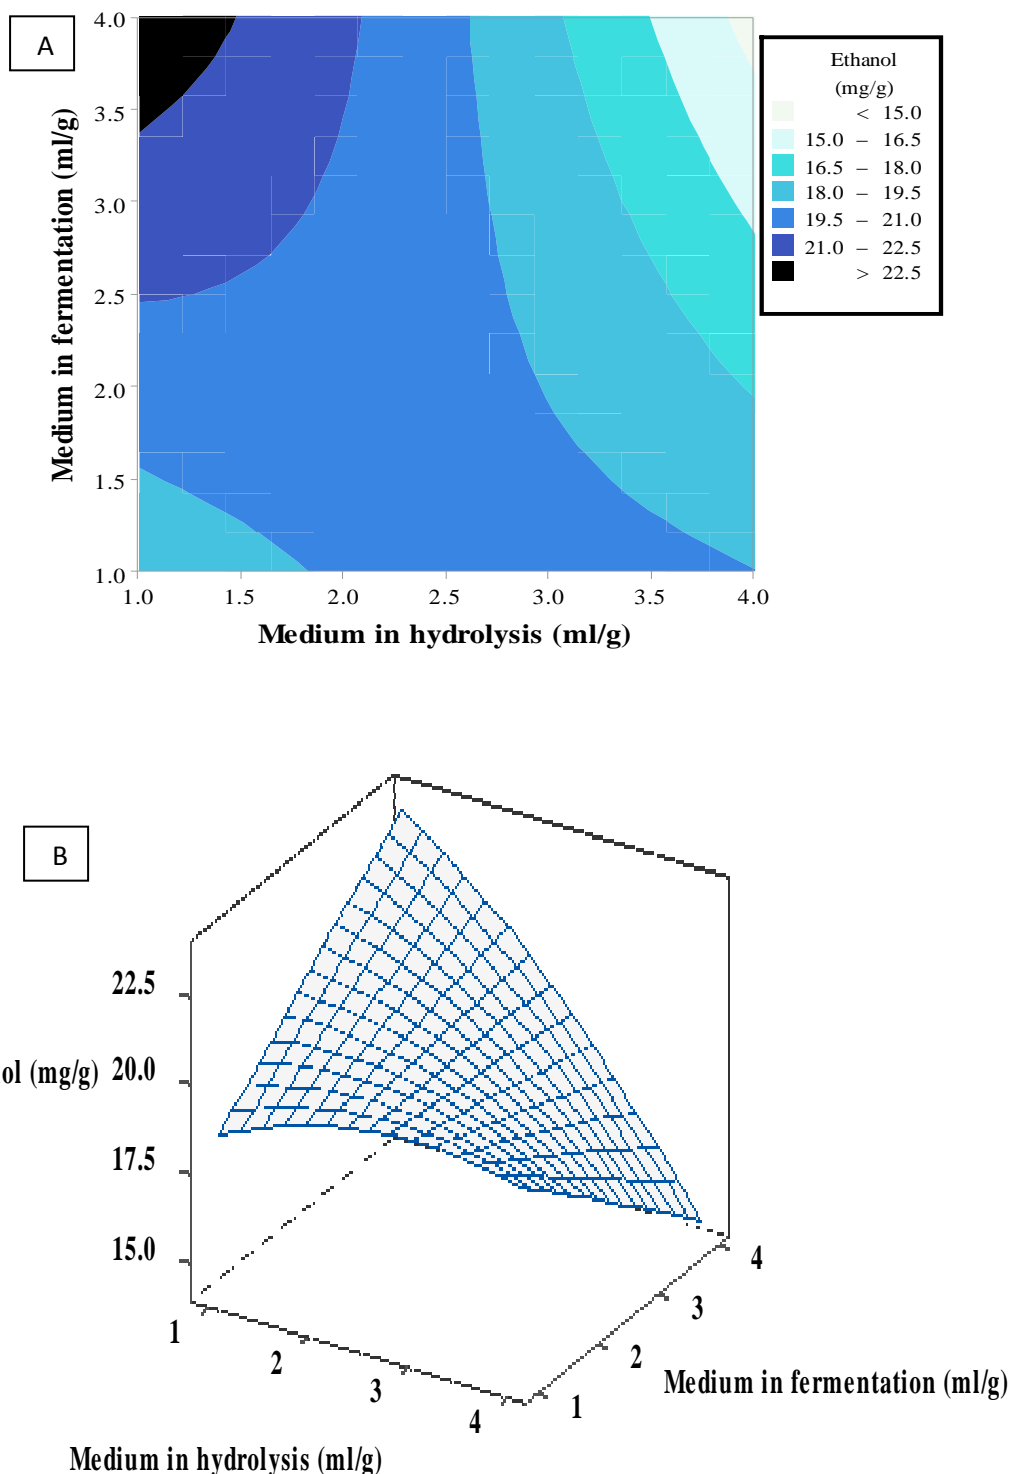 A
4.0
3.5
3.0
2.5
2.0
1.5
1.0
Medium in fermentation (ml/g)
1.0 1.5 2.0 2.5 3.0 3.5 4.0
Medium in hydrolysis (ml/g)
Ethanol
(mg/g)
< 15.0
15.0 – 16.5
16.5 – 18.0
18.0 – 19.5
19.5 – 21.0
21.0 – 22.5
> 22.5
B
22.5
20.0
17.5
15.0
ol (mg/g)
1
2
3
4
Medium in hydrolysis (ml/g)
4
3
2
1
Medium in fermentation (ml/g)